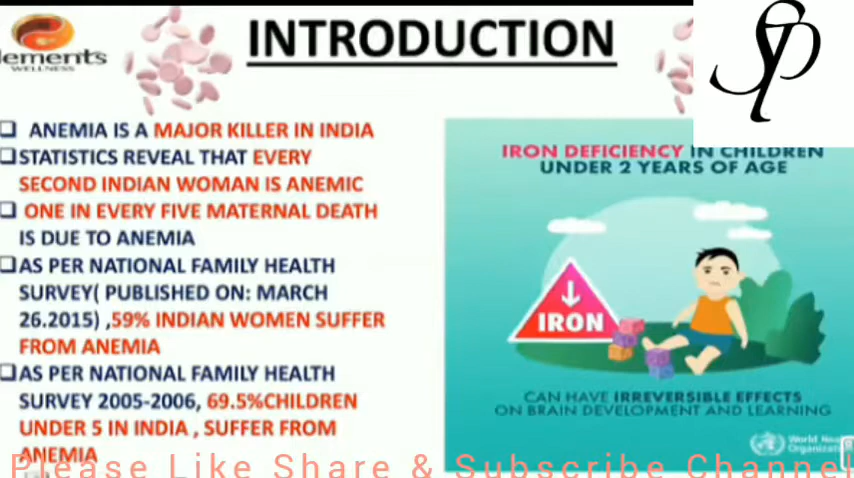 INTRODUCTION
lements
WELLNESS
❑ ANEMIA IS A MAJOR KILLER IN INDIA
❑ STATISTICS REVEAL THAT EVERY
SECOND INDIAN WOMAN IS ANEMIC
❑ ONE IN EVERY FIVE MATERNAL DEATH
IS DUE TO ANEMIA
❑ AS PER NATIONAL FAMILY HEALTH
SURVEY( PUBLISHED ON: MARCH
26.2015) ,59% INDIAN WOMEN SUFFER
FROM ANEMIA
❑ AS PER NATIONAL FAMILY HEALTH
SURVEY 2005-2006, 69.5%CHILDREN
UNDER 5 IN INDIA , SUFFER FROM
ANEMIA
IRON DEFICIENCY IN CHILDREN
UNDER 2 YEARS OF AGE
IRON
CAN HAVE IRREVERSIBLE EFFECTS
ON BRAIN DEVELOPMENT AND LEARNING
World
Please Like Share & Subscribe Channel